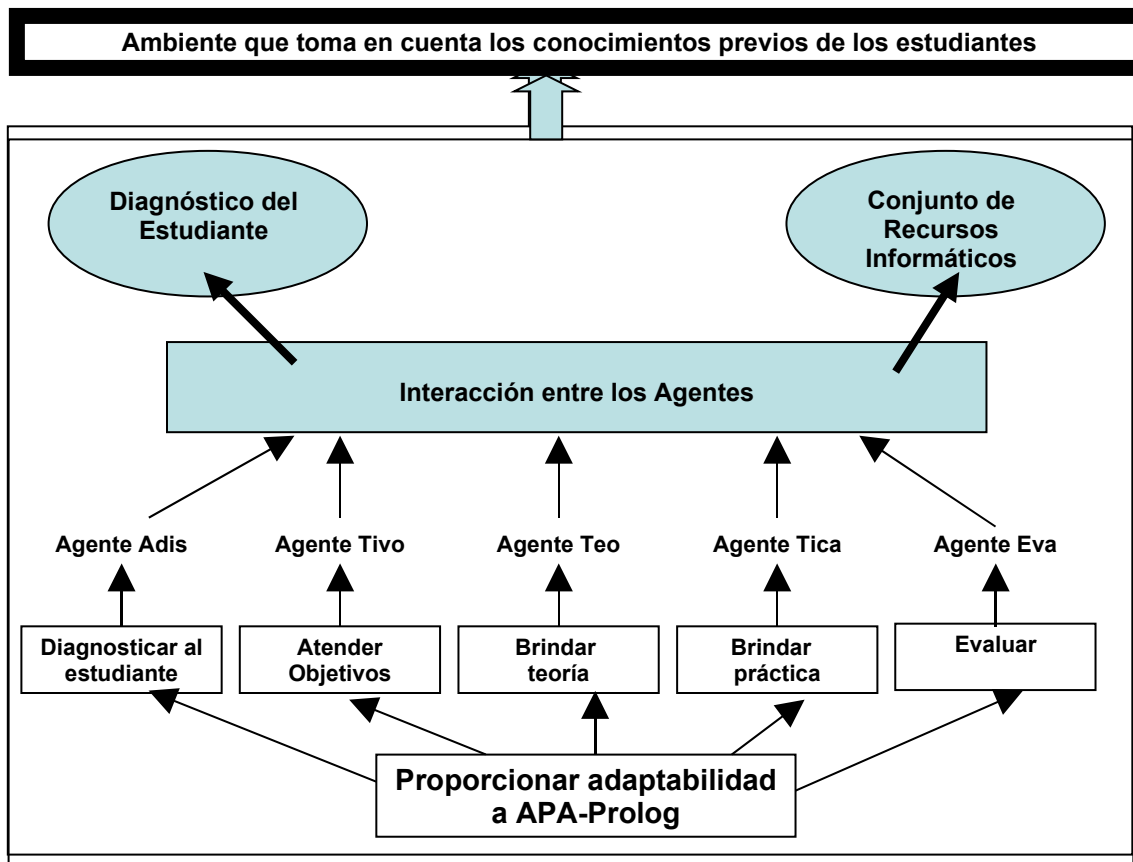 Ambiente que toma en cuenta los conocimientos previos de los estudiantes
Diagnóstico del
Estudiante
Conjunto de
Recursos
Informáticos
Interacción entre los Agentes
Agente Adis
Agente Tivo
Agente Teo
Agente Tica
Agente Eva
Diagnosticar al
estudiante
Atender
Objetivos
Brindar
teoría
Brindar
práctica
Evaluar
Proporcionar adaptabilidad
a APA-Prolog